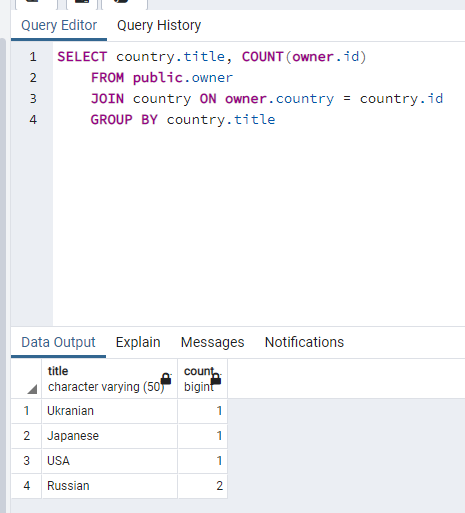 Query Editor Query History
1 SELECT country.title, COUNT(owner.id)
2 FROM public.owner
3 JOIN country ON owner.country = country.id
4 GROUP BY country.title
Data Output Explain Messages Notifications
title count
character varying (50) bigint
1 Ukranian 1
2 Japanese 1
3 USA 1
4 Russian 2